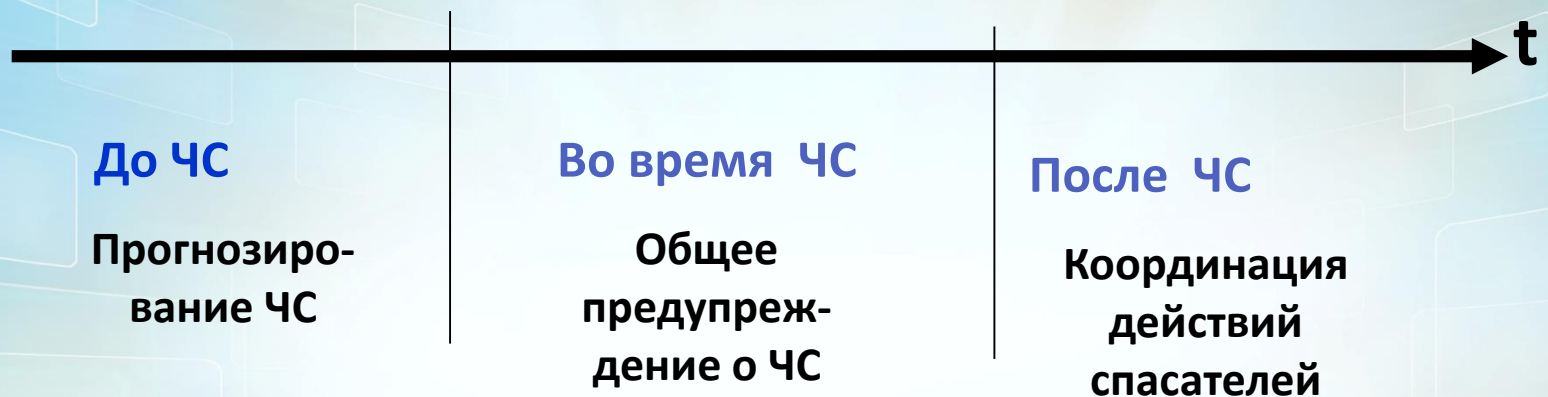 t
До ЧС
Прогнозиро-
вание ЧС
Во время ЧС
Общее
предупреж-
дение о ЧС
После ЧС
Координация
действий
спасателей